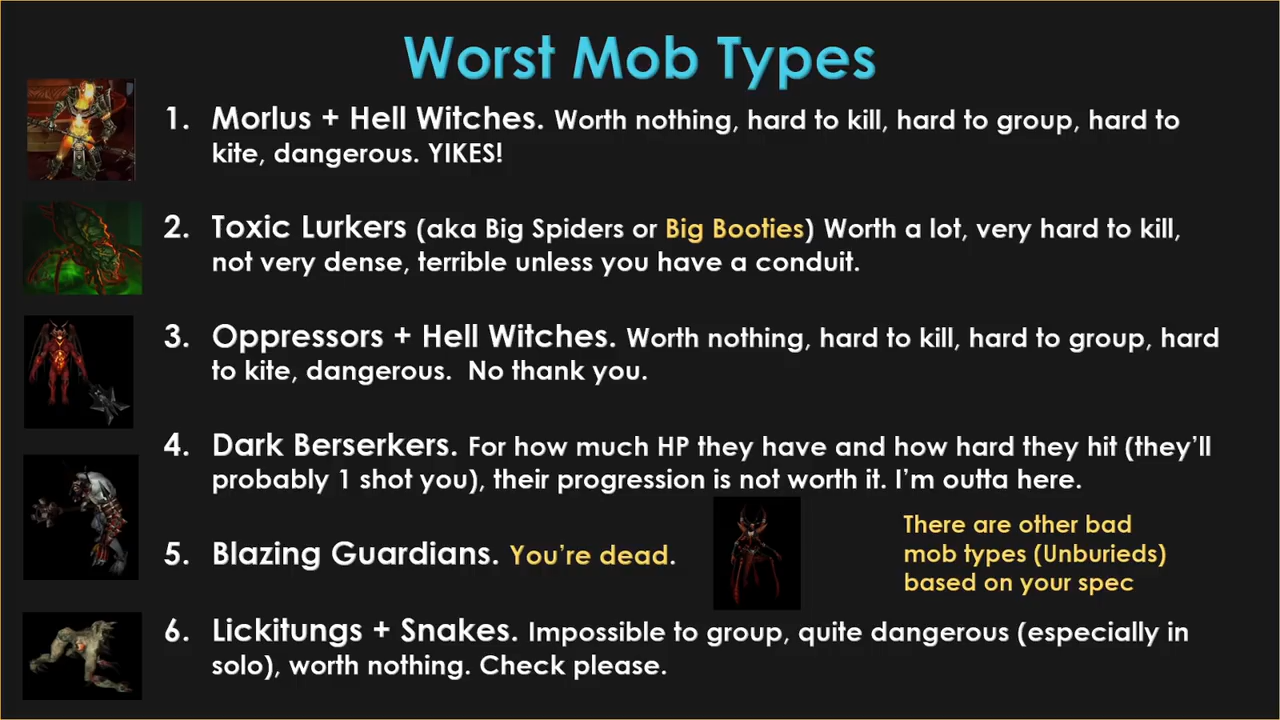 Worst Mob Types
1. Morlus + Hell Witches. Worth nothing, hard to kill, hard to group, hard to
kite, dangerous. YIKES!
2. Toxic Lurkers (aka Big Spiders or Big Booties) Worth a lot, very hard to kill,
not very dense, terrible unless you have a conduit.
3. Oppressors + Hell Witches. Worth nothing, hard to kill, hard to group, hard
to kite, dangerous. No thank you.
4. Dark Berserkers. For how much HP they have and how hard they hit (they'll
probably 1 shot you), their progression is not worth it. I'm outta here.
5. Blazing Guardians. You're dead.
There are other bad
mob types (Unburieds)
based on your spec
6. Lickitungs + Snakes. Impossible to group, quite dangerous (especially in
solo), worth nothing. Check please.